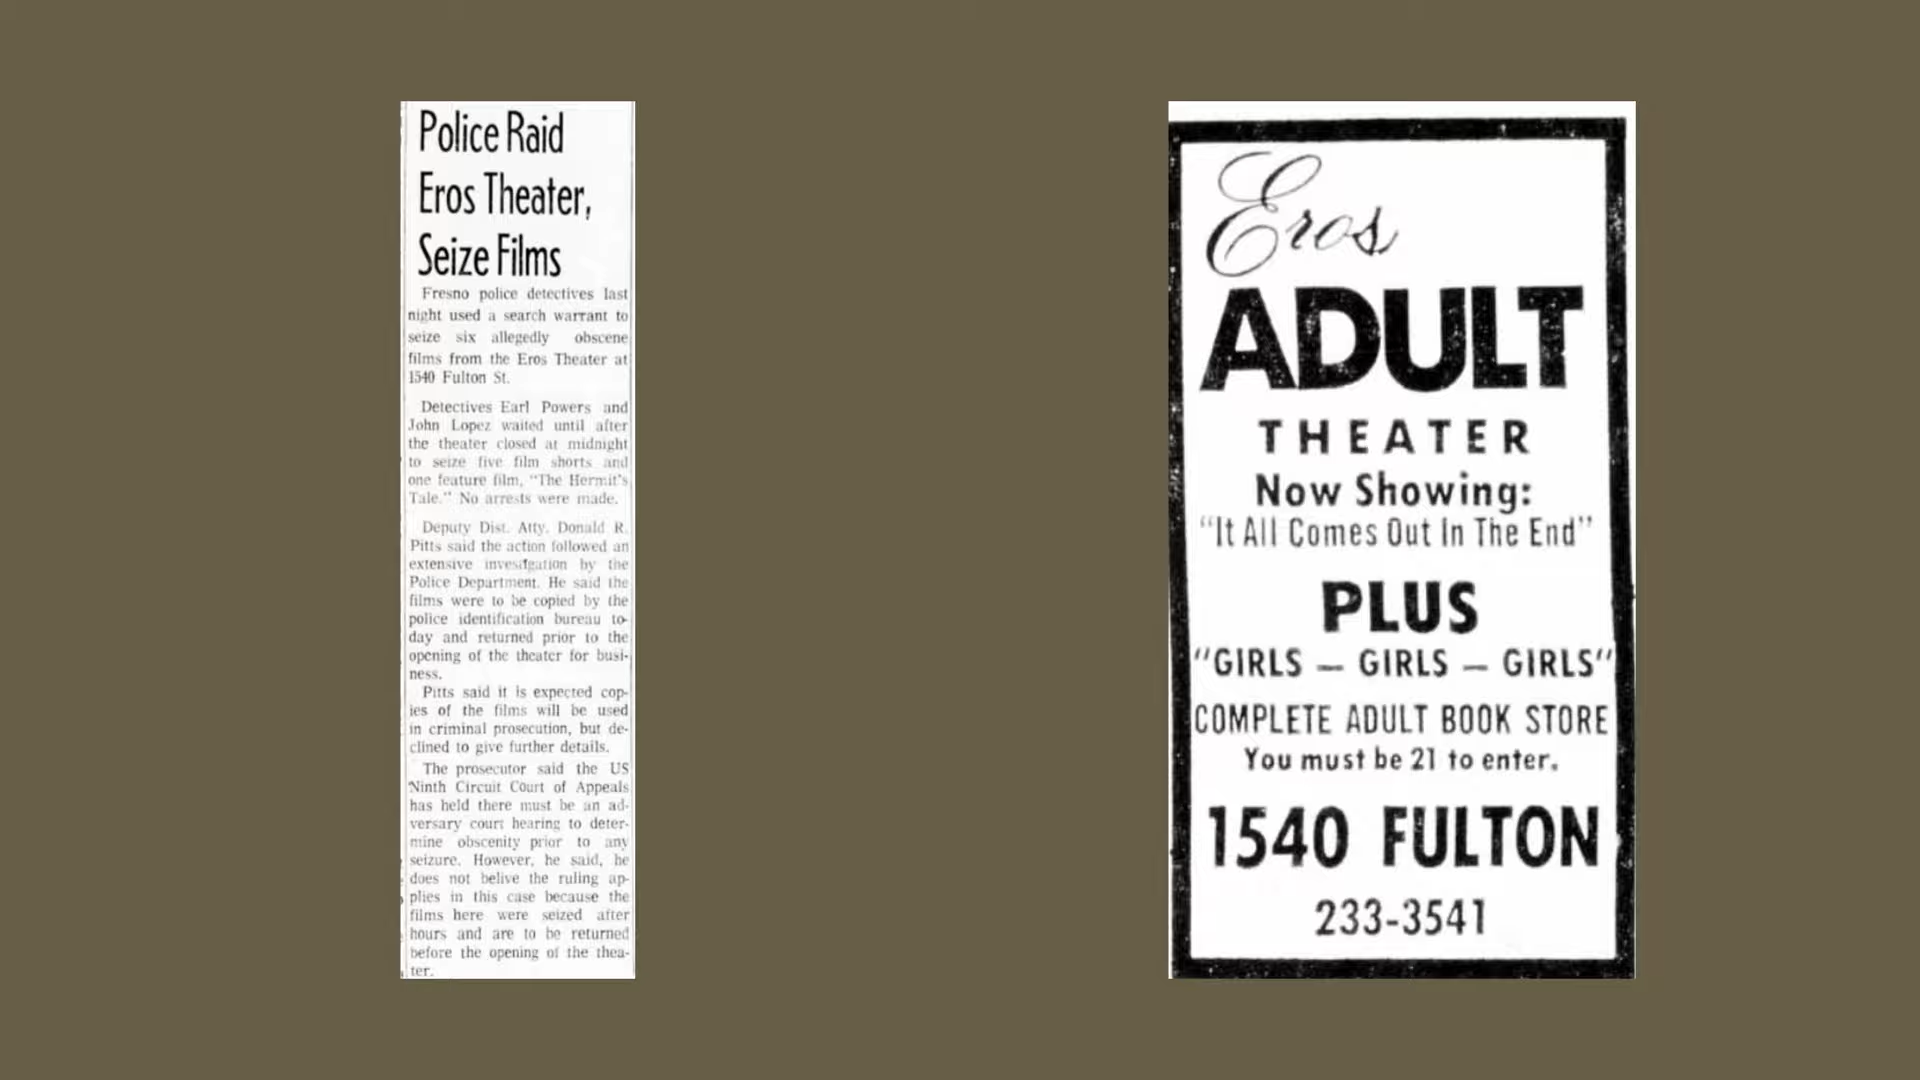 Police Raid
Eros Theater,
Seize Films
Fresno police detectives last
night used a search warrant to
seize six allegedly obscene
films from the Eros Theater at
1540 Fulton St.
Detectives Earl Powers and
John Lopez waited until after
the theater closed at midnight
to seize five film shorts and
one feature film, "The Hermit's
Tale." No arrests were made.
Deputy Dist. Atty. Donald R.
Pitts said the action followed an
extensive invesitgation by the
Police Department. He said the
films were to be copied by the
police identification bureau to-
day and returned prior to the
opening of the theater for busi-
ness.
Pitts said it is expected cop-
ies of the films will be used
in criminal prosecution, but de-
clined to give further details.
The prosecutor said the US
Ninth Circuit Court of Appeals
has held there must be an ad-
versary court hearing to deter-
mine obscenity prior to any
seizure. However, he said, he
does not belive the ruling ap-
plies in this case because the
films here were seized after
hours and are to be returned
before the opening of the thea-
ter.
Eros
ADULT
THEATER
Now Showing:
"It All Comes Out In The End"
PLUS
"GIRLS — GIRLS — GIRLS"
COMPLETE ADULT BOOK STORE
You must be 21 to enter.
1540 FULTON
233-3541